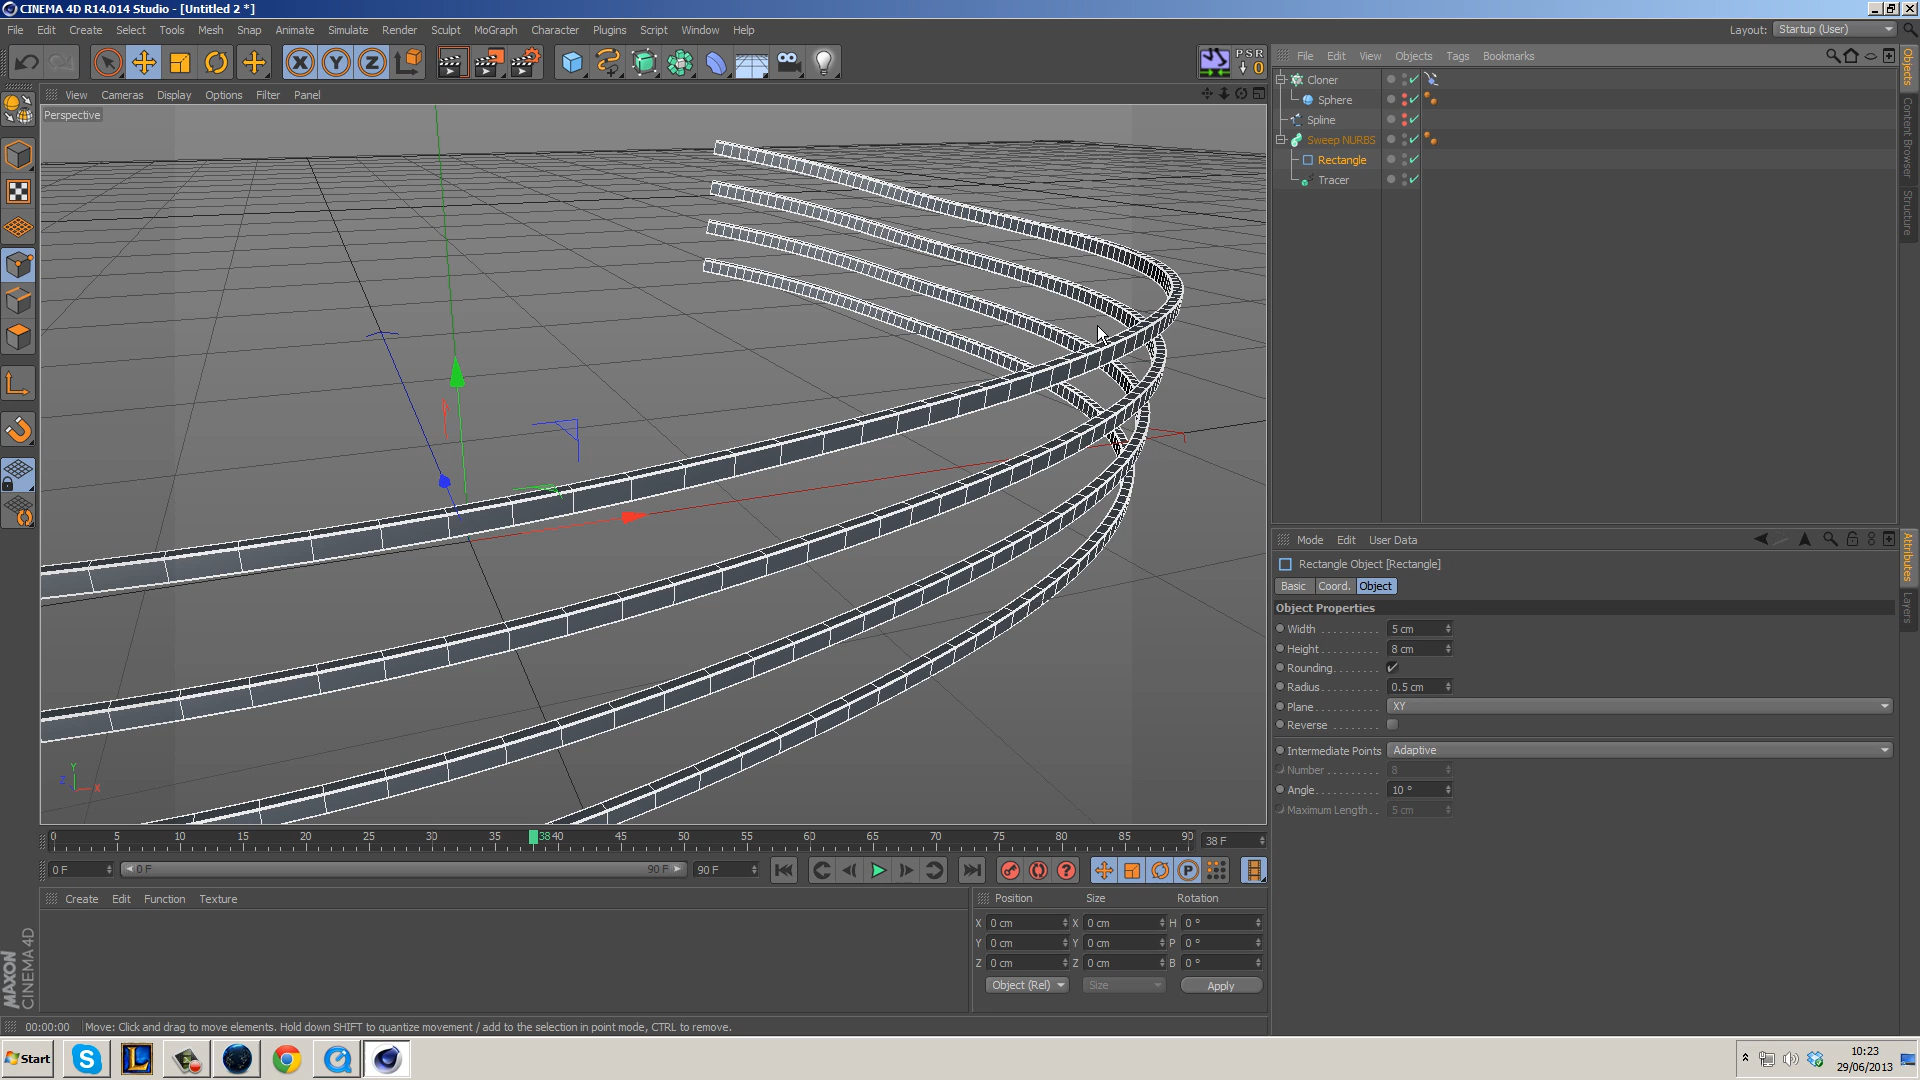 CINEMA 4D R14.014 Studio - [Untitled 2 *]
File Edit Create Select Tools Mesh Snap Animate Simulate Render Sculpt MoGraph Character Plugins Script Window Help
Layout: Startup (User)
X Y Z
PSR
0
View Cameras Display Options Filter Panel
Perspective
Y
Z X
File Edit View Objects Tags Bookmarks
Cloner
Sphere
Spline
Sweep NURBS
Rectangle
Tracer
Objects
Content Browser
Structure
Mode Edit User Data
Rectangle Object [Rectangle]
Basic Coord. Object
Object Properties
Width 5 cm
Height 8 cm
Rounding
Radius 0.5 cm
Plane XY
Reverse
Intermediate Points Adaptive
Number 8
Angle 10 °
Maximum Length 5 cm
Attributes
Layers
0 5 10 15 20 25 30 35 38 40 45 50 55 60 65 70 75 80 85 90
38 F
0 F 0 F 90 F 90 F
P
Create Edit Function Texture
Position Size Rotation
X 0 cm X 0 cm H 0 °
Y 0 cm Y 0 cm P 0 °
Z 0 cm Z 0 cm B 0 °
Object (Rel) Size Apply
MAXON
CINEMA 4D
00:00:00 Move: Click and drag to move elements. Hold down SHIFT to quantize movement / add to the selection in point mode, CTRL to remove.
Start
10:23
29/06/2013